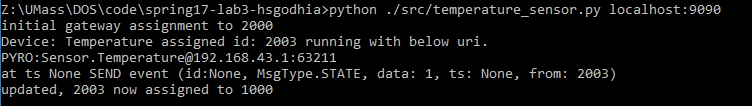 Z:\UMass\DOS\code\spring17-lab3-hsgodhia>python ./src/temperature_sensor.py localhost:9090
initial gateway assignment to 2000
Device: Temperature assigned id: 2003 running with below uri.
PYRO:Sensor.Temperature@192.168.43.1:63211
at ts None SEND event (id:None, MsgType.STATE, data: 1, ts: None, from: 2003)
updated, 2003 now assigned to 1000